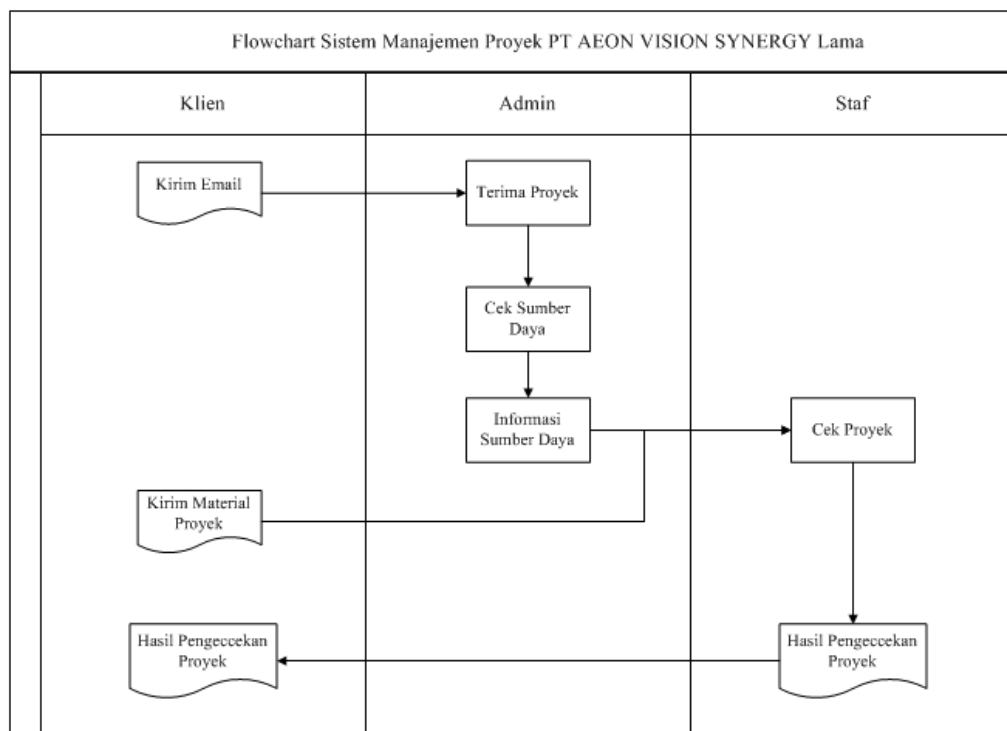 Flowchart Sistem Manajemen Proyek PT AEON VISION SYNERGY Lama
Klien
Admin
Staf
Kirim Email
Terima Proyek
Cek Sumber
Daya
Informasi
Sumber Daya
Cek Proyek
Kirim Material
Proyek
Hasil Pengeccekan
Proyek
Hasil Pengeccekan
Proyek